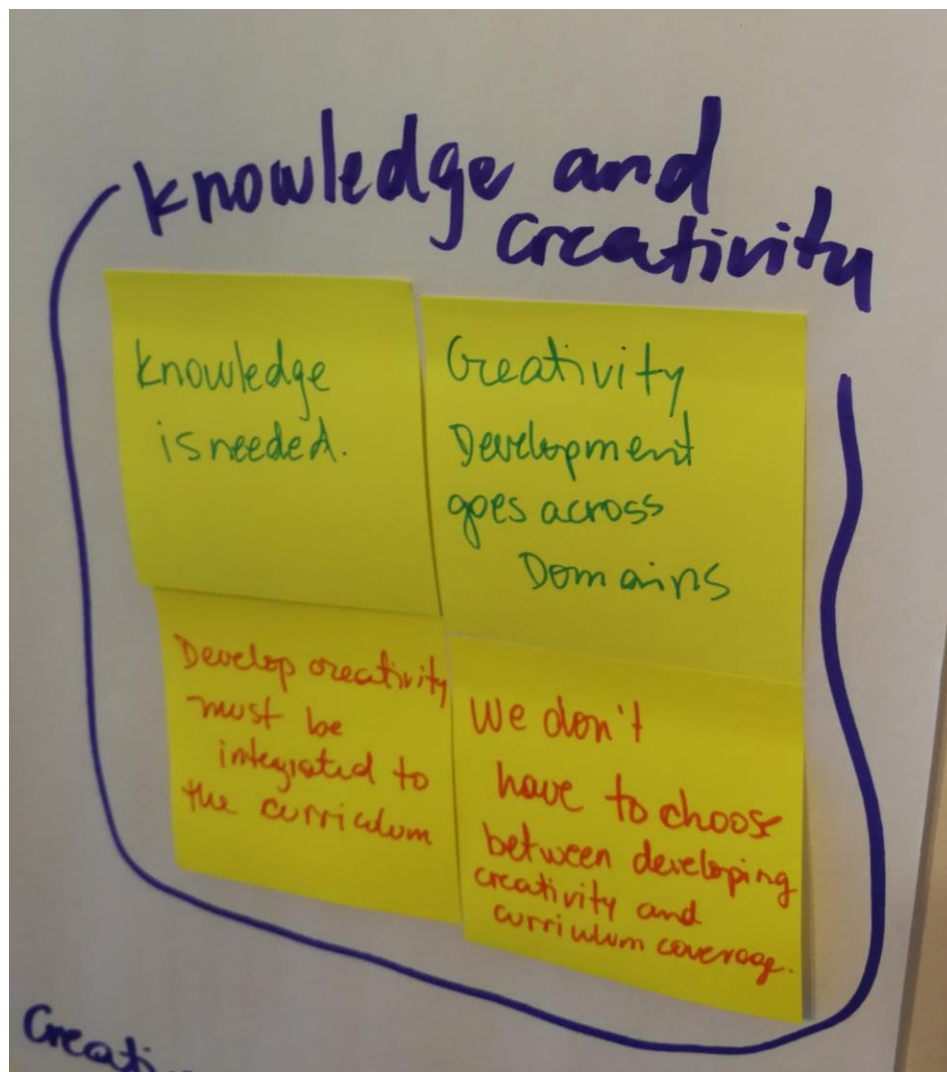 knowledge and
creativity
knowledge
is needed.
Creativity
Development
goes across
Domains
Develop creativity
must be
integrated to
the curriculum
We don't
have to choose
between developing
creativity and
curriculum coverage.